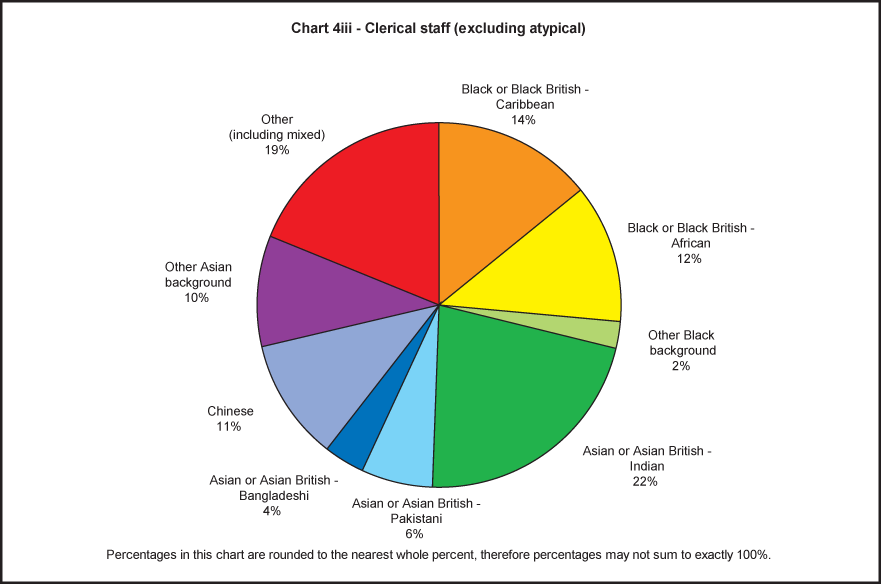 Chart 4iii - Clerical staff (excluding atypical)
Black or Black British -
Caribbean
14%
Other
(including mixed)
19%
Black or Black British -
African
12%
Other Asian
background
10%
Other Black
background
2%
Chinese
11%
Asian or Asian British -
Indian
22%
Asian or Asian British -
Bangladeshi
4%
Asian or Asian British -
Pakistani
6%
Percentages in this chart are rounded to the nearest whole percent, therefore percentages may not sum to exactly 100%.